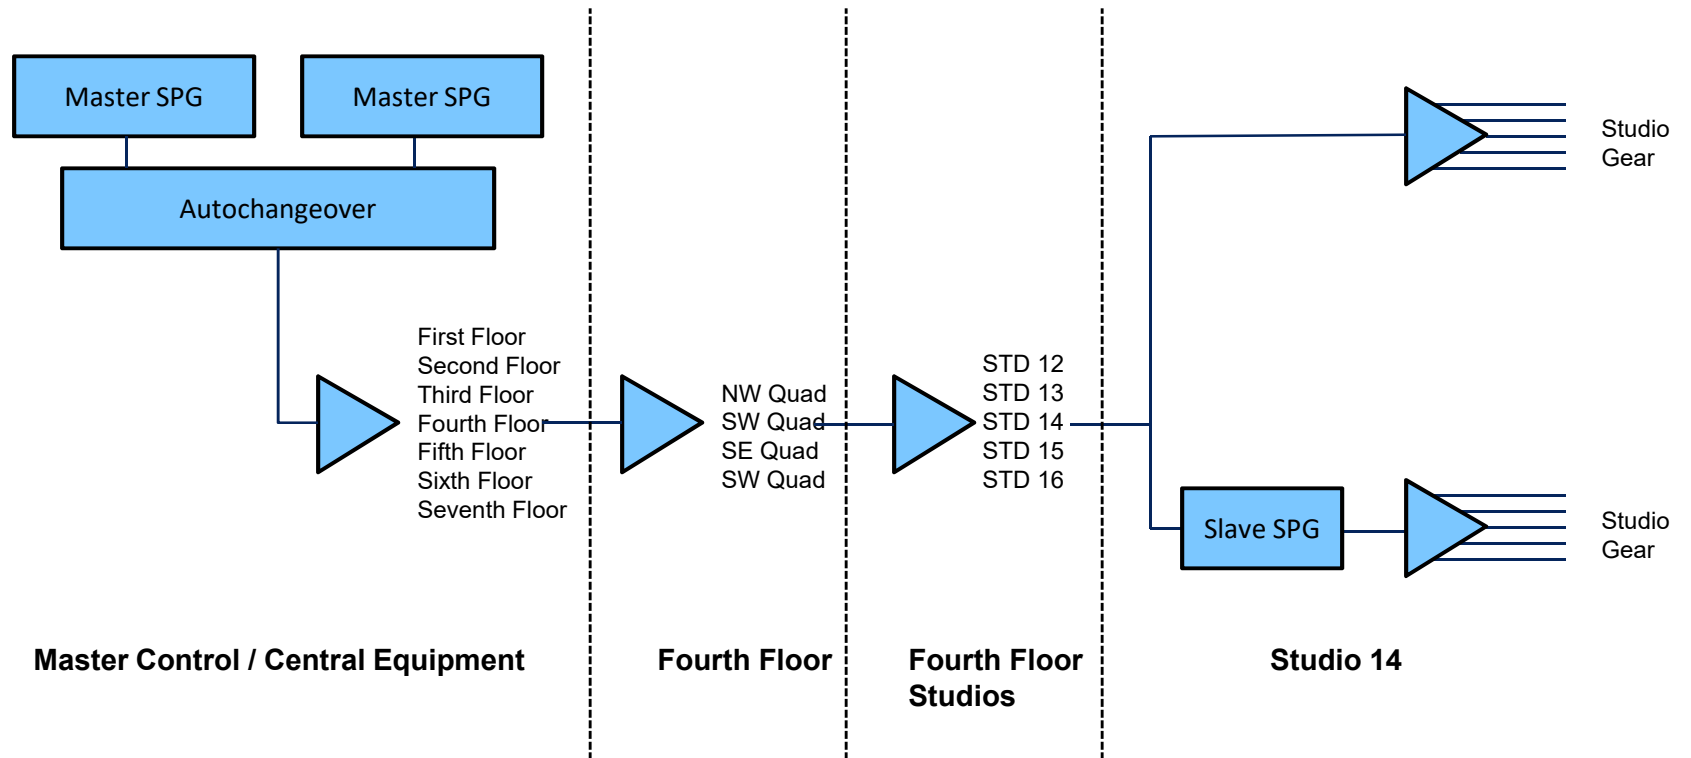 Master SPG
Master SPG
Autochangeover
First Floor
Second Floor
Third Floor
Fourth Floor
Fifth Floor
Sixth Floor
Seventh Floor
NW Quad
SW Quad
SE Quad
SW Quad
STD 12
STD 13
STD 14
STD 15
STD 16
Studio
Gear
Slave SPG
Studio
Gear
Master Control / Central Equipment
Fourth Floor
Fourth Floor
Studios
Studio 14